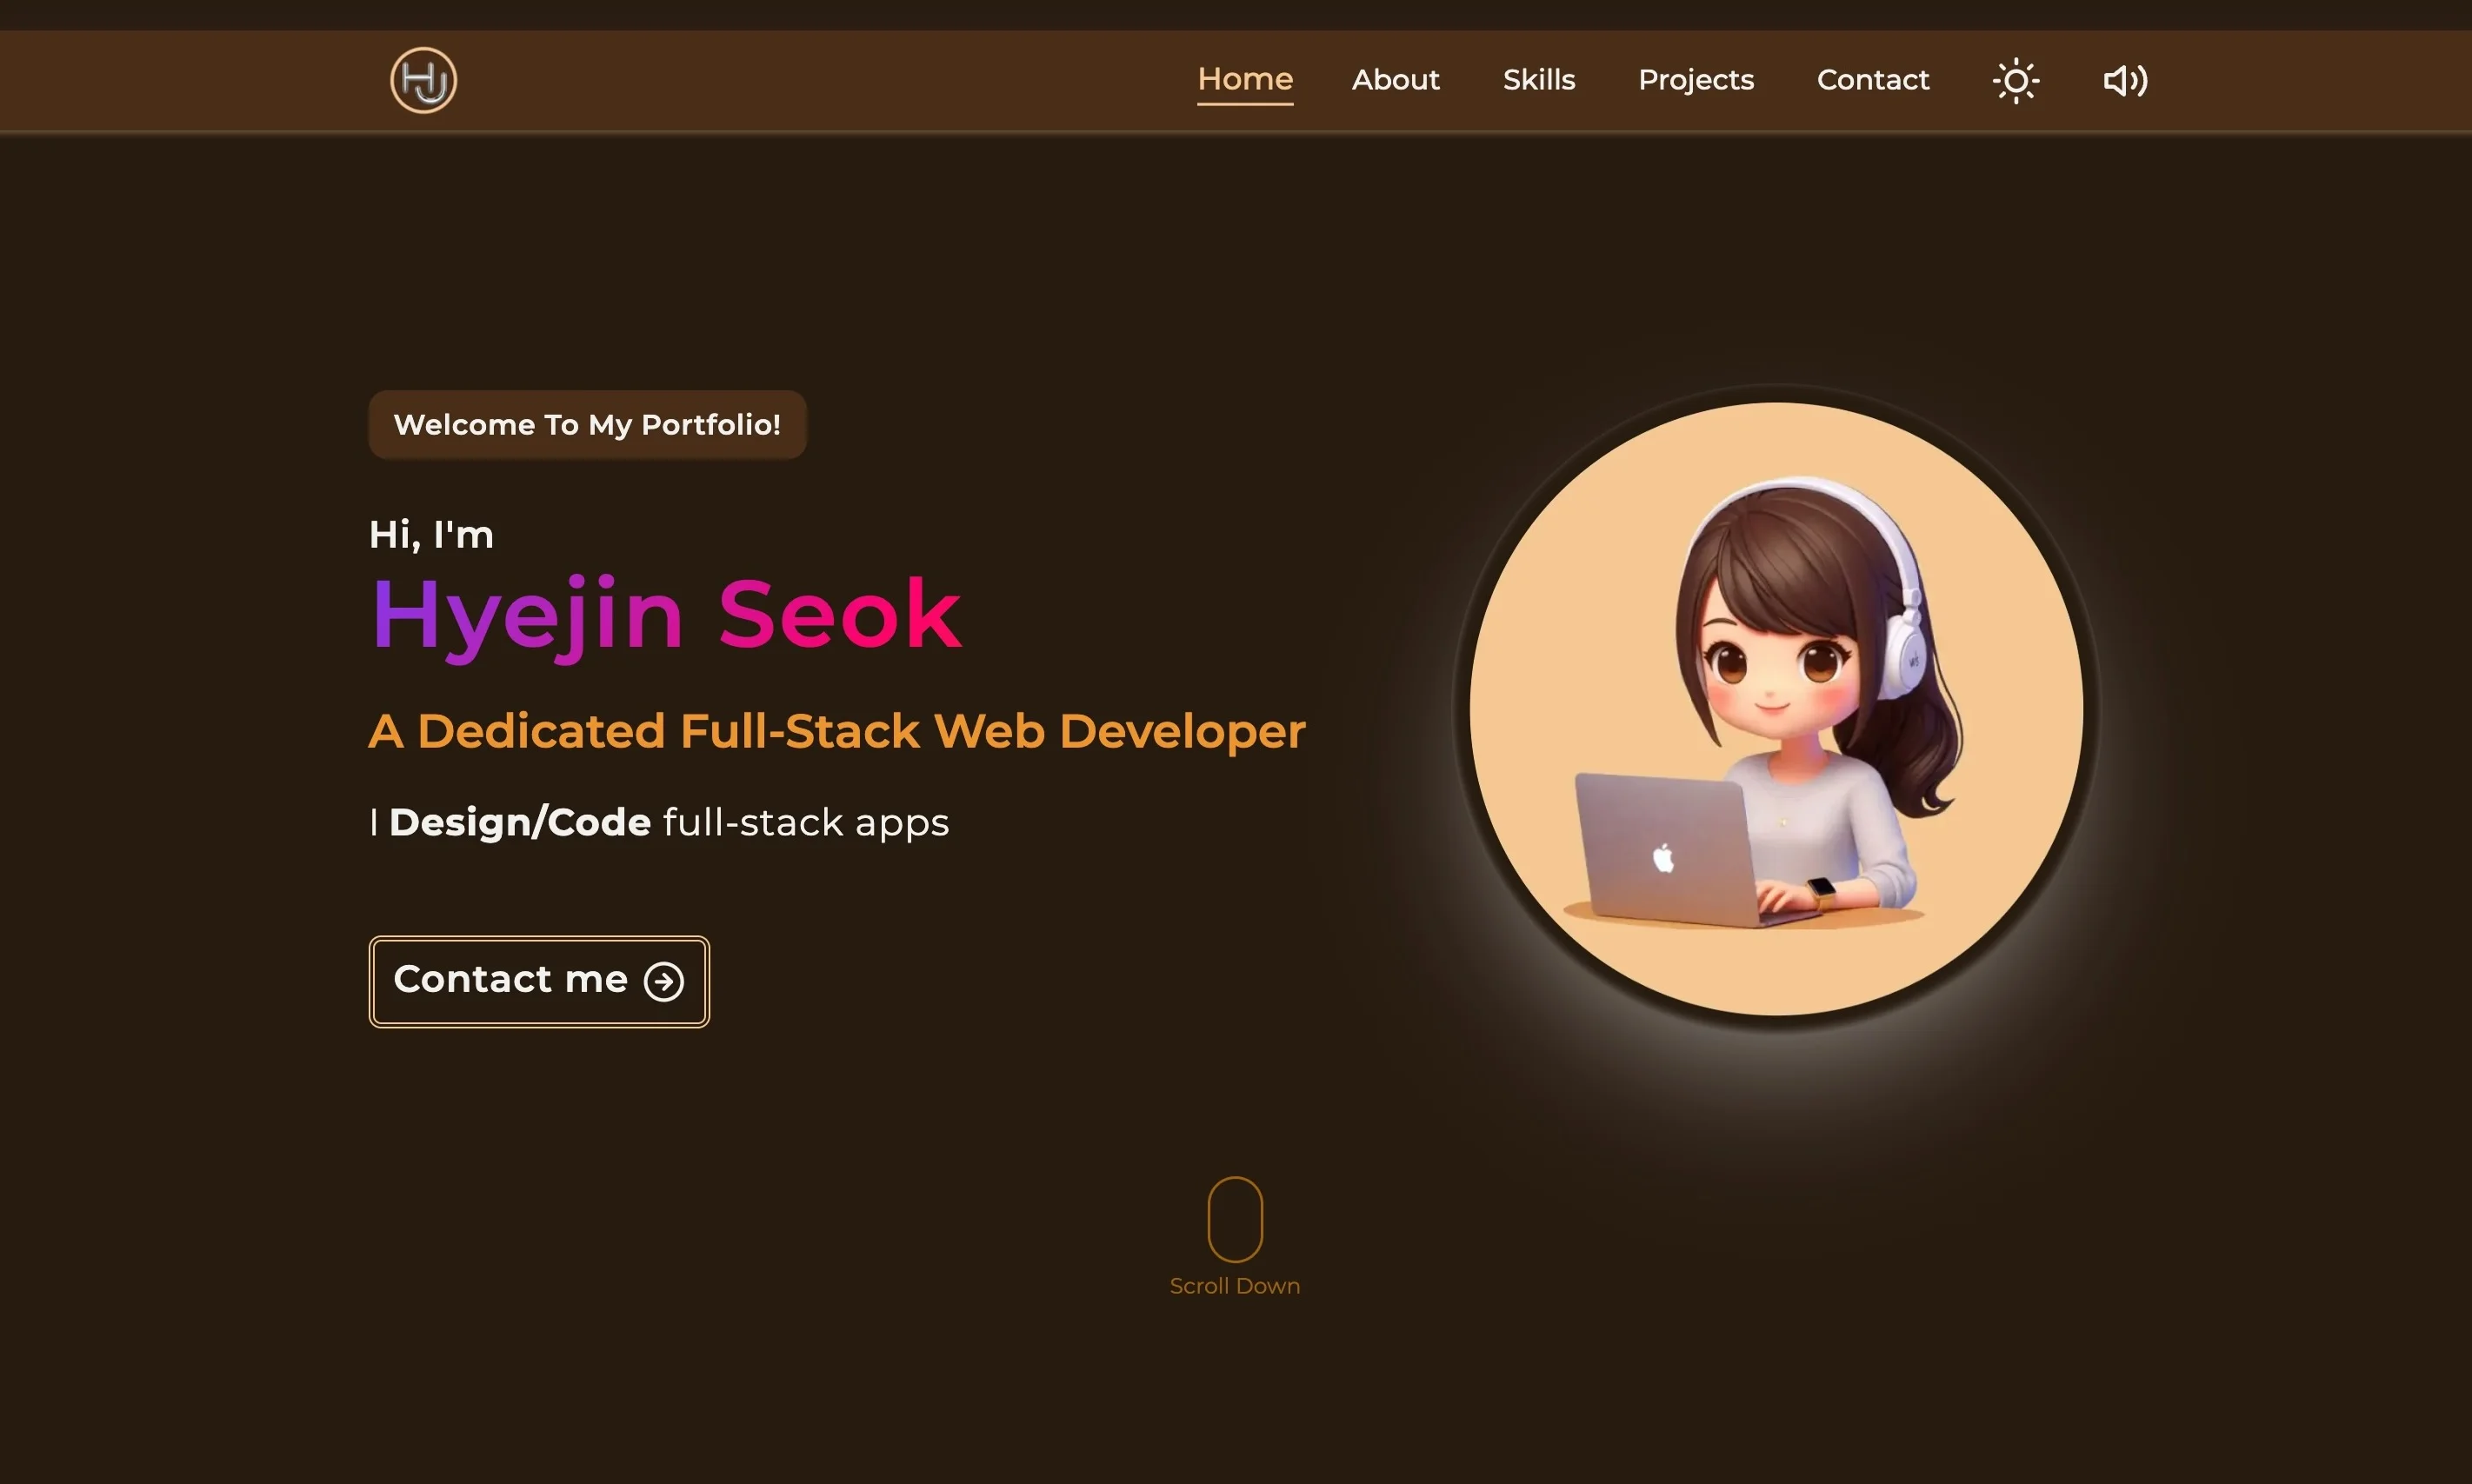 HJ
Home About Skills Projects Contact
Welcome To My Portfolio!
Hi, I'm
Hyejin Seok
A Dedicated Full-Stack Web Developer
I Design/Code full-stack apps
Contact me
Scroll Down